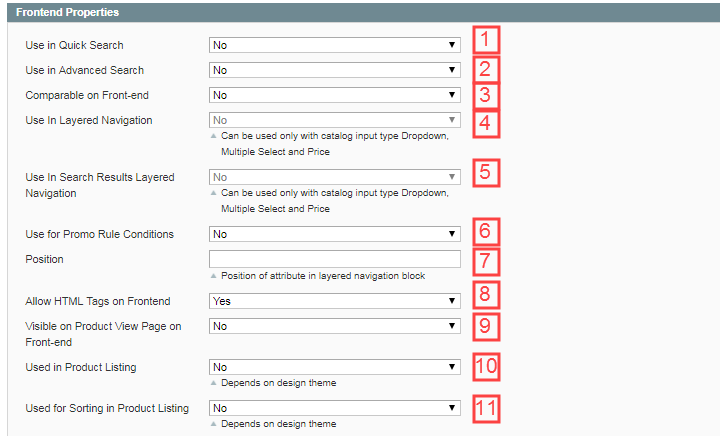 Frontend Properties
Use in Quick Search No 1
Use in Advanced Search No 2
Comparable on Front-end No 3
Use In Layered Navigation No 4
Can be used only with catalog input type Dropdown,
Multiple Select and Price
Use In Search Results Layered No 5
Navigation
Can be used only with catalog input type Dropdown,
Multiple Select and Price
Use for Promo Rule Conditions No 6
Position 7
Position of attribute in layered navigation block
Allow HTML Tags on Frontend Yes 8
Visible on Product View Page on No 9
Front-end
Used in Product Listing No 10
Depends on design theme
Used for Sorting in Product Listing No 11
Depends on design theme